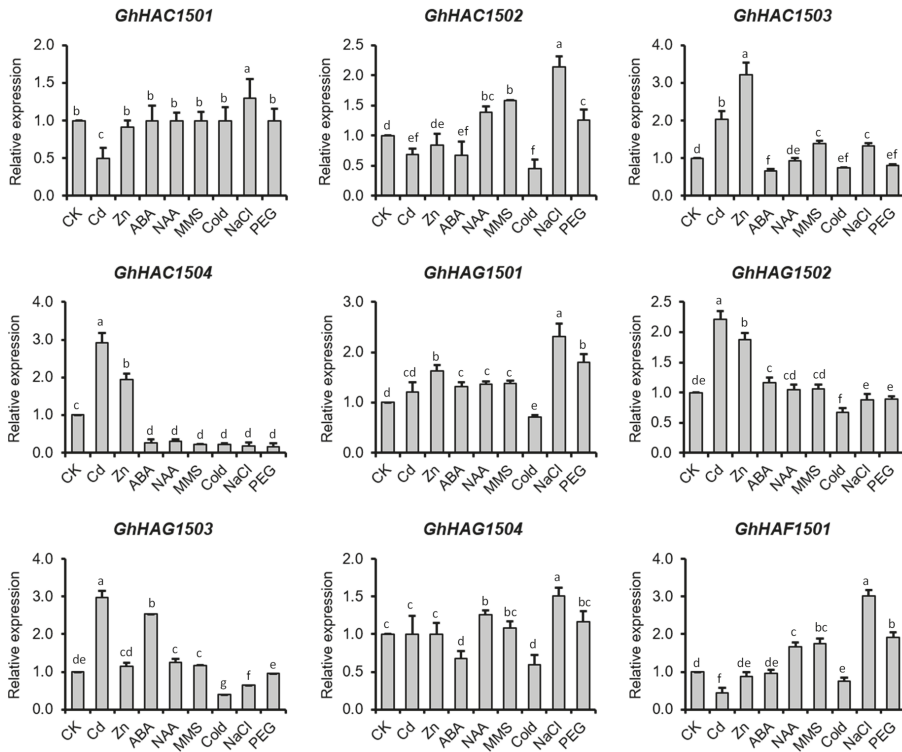 GhHAC1501
GhHAC1502
GhHAC1503
Relative expression
2.0
1.5
1.0
0.5
0.0
b
c
b
b
b
b
b
a
b
CK
Cd
Zn
ABA
NAA
MMS
Cold
NaCl
PEG
Relative expression
2.5
2.0
1.5
1.0
0.5
0.0
d
ef
de
ef
bc
b
f
a
c
CK
Cd
Zn
ABA
NAA
MMS
Cold
NaCl
PEG
Relative expression
4.0
3.0
2.0
1.0
0.0
d
b
a
f
de
c
ef
c
ef
CK
Cd
Zn
ABA
NAA
MMS
Cold
NaCl
PEG
GhHAC1504
GhHAG1501
GhHAG1502
Relative expression
4.0
3.0
2.0
1.0
0.0
c
a
b
d
d
d
d
d
d
CK
Cd
Zn
ABA
NAA
MMS
Cold
NaCl
PEG
Relative expression
3.0
2.0
1.0
0.0
d
cd
b
c
c
c
e
a
b
CK
Cd
Zn
ABA
NAA
MMS
Cold
NaCl
PEG
Relative expression
2.5
2.0
1.5
1.0
0.5
0.0
de
a
b
c
cd
cd
f
e
e
CK
Cd
Zn
ABA
NAA
MMS
Cold
NaCl
PEG
GhHAG1503
GhHAG1504
GhHAF1501
Relative expression
4.0
3.0
2.0
1.0
0.0
de
a
cd
b
c
c
g
f
e
CK
Cd
Zn
ABA
NAA
MMS
Cold
NaCl
PEG
Relative expression
2.0
1.5
1.0
0.5
0.0
c
c
c
d
b
bc
d
a
bc
CK
Cd
Zn
ABA
NAA
MMS
Cold
NaCl
PEG
Relative expression
4.0
3.0
2.0
1.0
0.0
d
f
de
de
c
bc
e
a
b
CK
Cd
Zn
ABA
NAA
MMS
Cold
NaCl
PEG